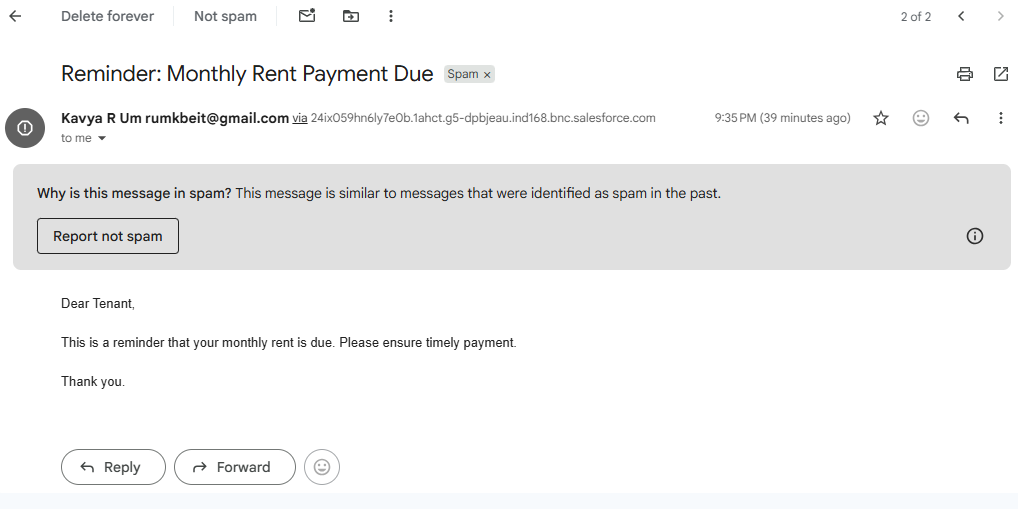 Delete forever Not spam 2 of 2
Reminder: Monthly Rent Payment Due Spam ×
Kavya R Um rumkbeit@gmail.com via 24ix059hn6ly7e0b.1ahct.g5-dpbjeau.ind168.bnc.salesforce.com 9:35 PM (39 minutes ago)
to me
Why is this message in spam? This message is similar to messages that were identified as spam in the past.
Report not spam
Dear Tenant,
This is a reminder that your monthly rent is due. Please ensure timely payment.
Thank you.
Reply Forward